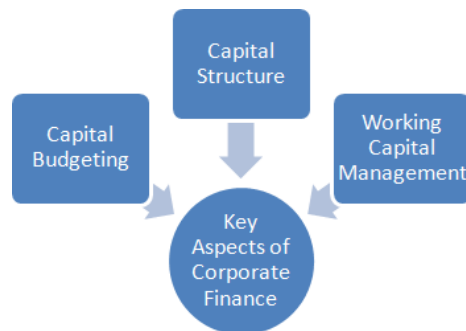 Capital
Structure
Capital
Budgeting
Working
Capital
Management
Key
Aspects of
Corporate
Finance